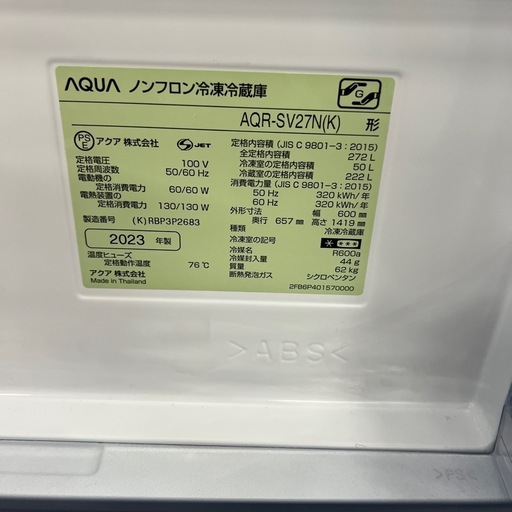 AQUA ノンフロン冷凍冷蔵庫
G
AQR-SV27N(K) 形
PS E アクア 株式会社 S JET
定格電圧 100 V
定格周波数 50/60 Hz
電動機の
定格消費電力 60/60 W
電熱装置の
定格消費電力 130/130 W
製造番号 (K)RBP3P2683
2023 年製
温度ヒューズ
定格動作温度 76℃
アクア 株式会社
Made in Thailand
定格内容積 (JIS C 9801-3 : 2015)
全定格内容積 272 L
冷凍室の定格内容積 50 L
冷蔵室の定格内容積 222 L
消費電力量 (JIS C 9801-3 : 2015)
50 Hz 320 kWh/年
60 Hz 320 kWh/年
外形寸法 幅 600 mm
奥行 657 mm 高さ 1419 mm
種類 冷凍冷蔵庫
冷凍室の記号
冷媒名 R600a
冷媒封入量 44 g
質量 62 kg
断熱発泡ガス シクロペンタン
2FB6P401570000
>ABS<
>PS<